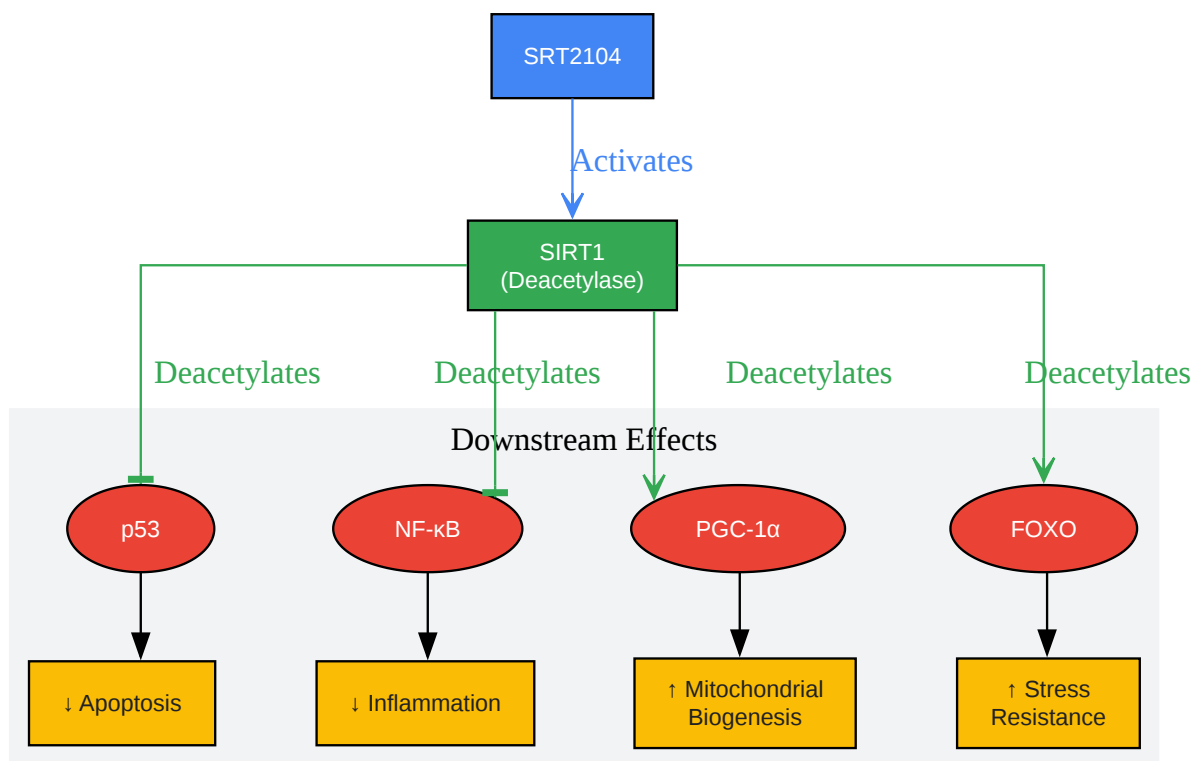 SRT2104
Activates
SIRT1
(Deacetylase)
Deacetylates
Deacetylates
Deacetylates
Deacetylates
Downstream Effects
p53
NF-κB
PGC-1α
FOXO
↓ Apoptosis
↓ Inflammation
↑ Mitochondrial
Biogenesis
↑ Stress
Resistance